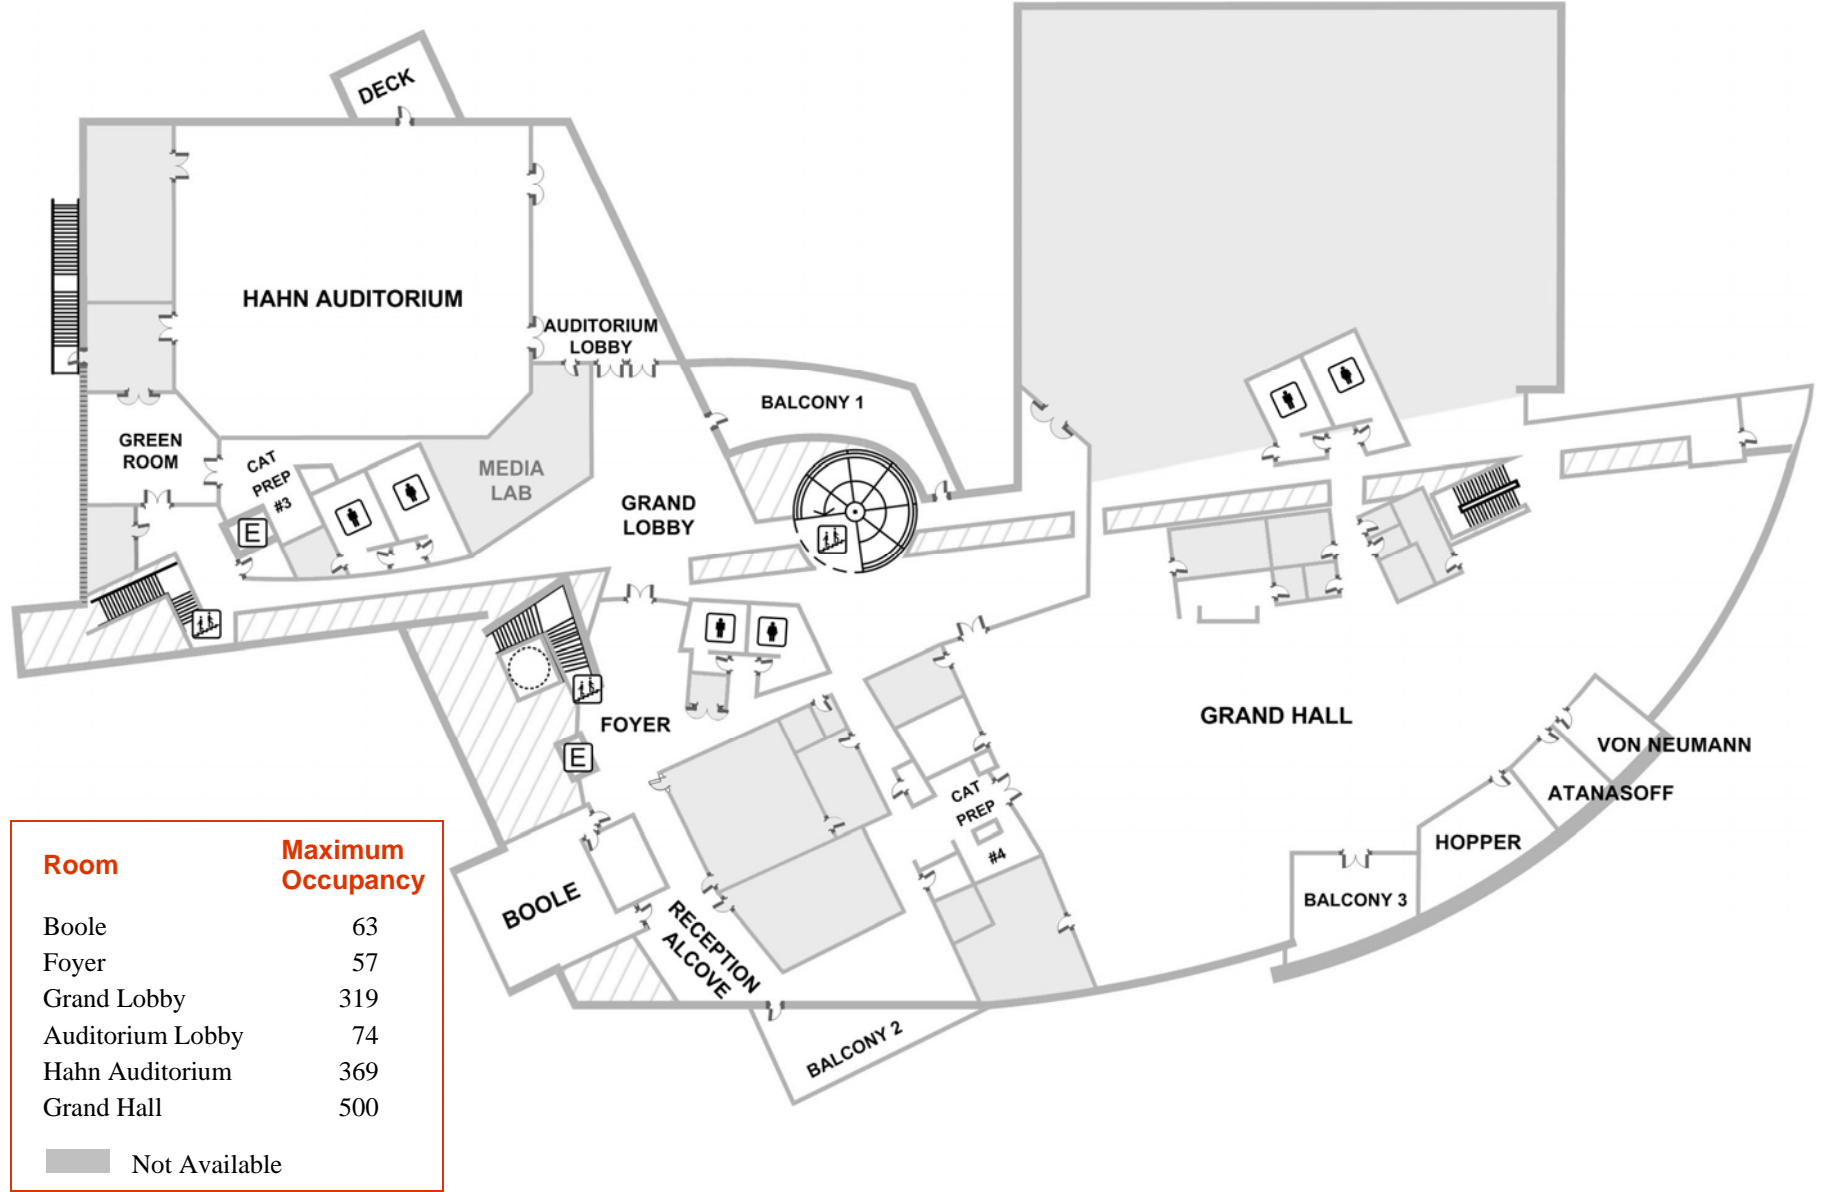 DECK
HAHN AUDITORIUM
AUDITORIUM
LOBBY
BALCONY 1
GREEN
ROOM
CAT
PREP
#3
MEDIA
LAB
E
GRAND
LOBBY
FOYER
E
GRAND HALL
VON NEUMANN
ATANASOFF
HOPPER
BALCONY 3
CAT
PREP
#4
BOOLE
RECEPTION
ALCOVE
BALCONY 2
Room Maximum Occupancy
Boole 63
Foyer 57
Grand Lobby 319
Auditorium Lobby 74
Hahn Auditorium 369
Grand Hall 500
Not Available